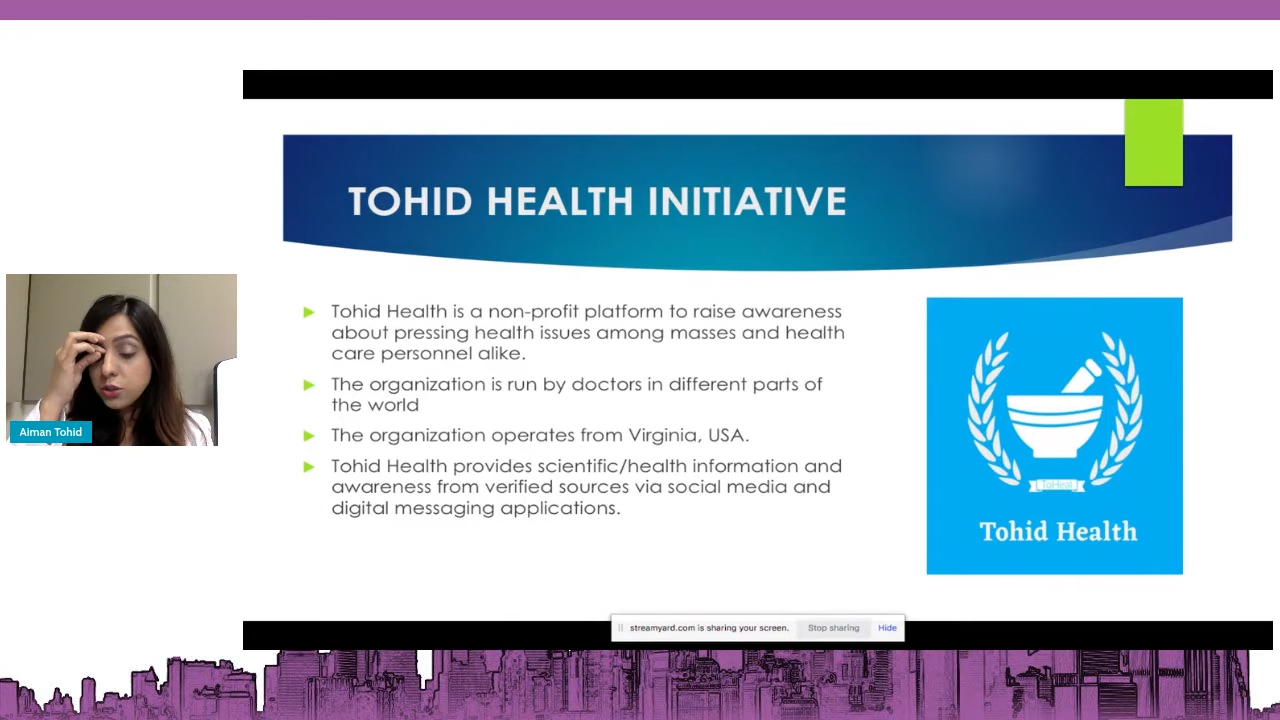 TOHID HEALTH INITIATIVE
Tohid Health is a non-profit platform to raise awareness
about pressing health issues among masses and health
care personnel alike.
The organization is run by doctors in different parts of
the world
The organization operates from Virginia, USA.
Tohid Health provides scientific/health information and
awareness from verified sources via social media and
digital messaging applications.
ToHeal
Tohid Health
Aiman Tohid
streamyard.com is sharing your screen. Stop sharing Hide